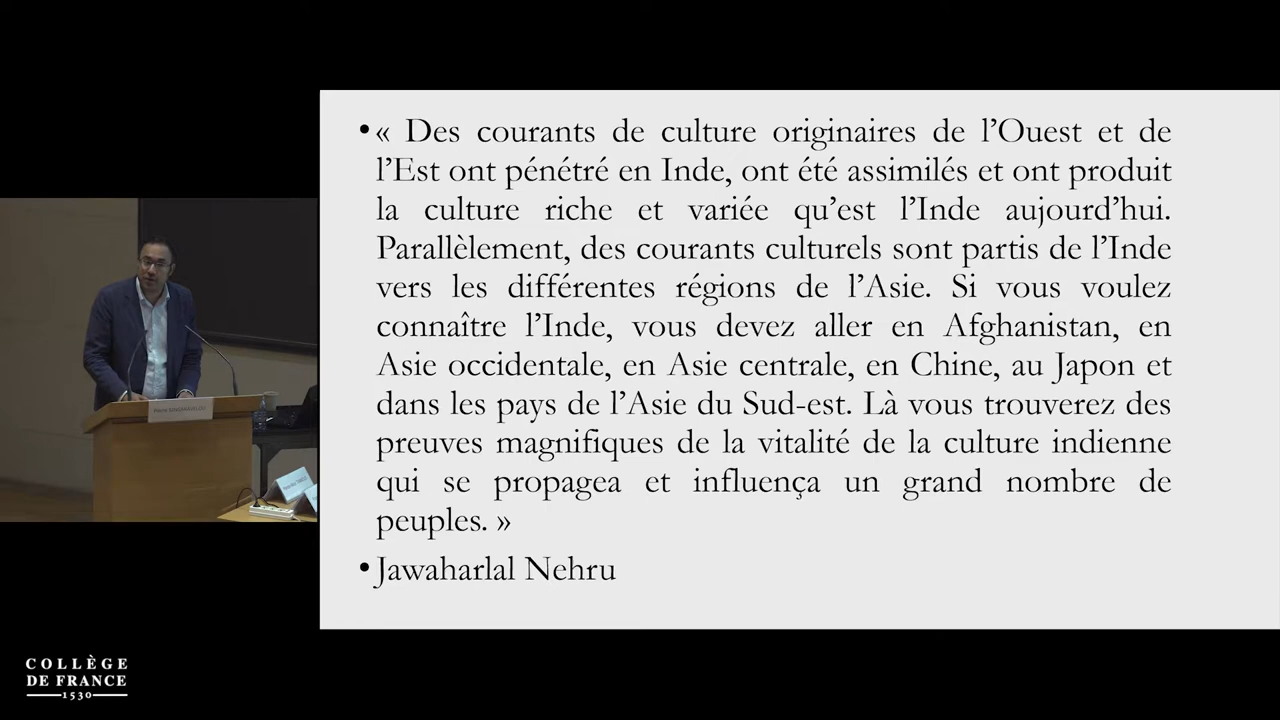 • « Des courants de culture originaires de l’Ouest et de
l’Est ont pénétré en Inde, ont été assimilés et ont produit
la culture riche et variée qu’est l’Inde aujourd’hui.
Parallèlement, des courants culturels sont partis de l’Inde
vers les différentes régions de l’Asie. Si vous voulez
connaître l’Inde, vous devez aller en Afghanistan, en
Asie occidentale, en Asie centrale, en Chine, au Japon et
dans les pays de l’Asie du Sud-est. Là vous trouverez des
preuves magnifiques de la vitalité de la culture indienne
qui se propagea et influença un grand nombre de
peuples. »
• Jawaharlal Nehru
COLLÈGE
DE FRANCE
1530